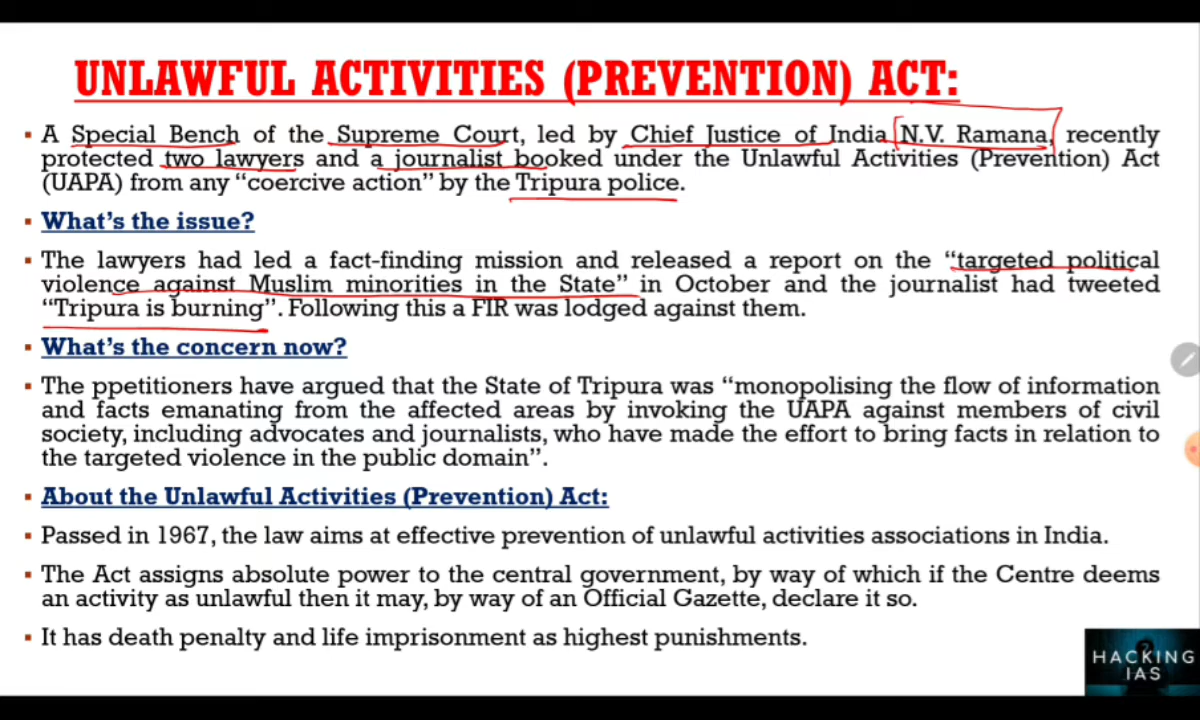 UNLAWFUL ACTIVITIES (PREVENTION) ACT:
▪ A Special Bench of the Supreme Court, led by Chief Justice of India N.V. Ramana, recently
protected two lawyers and a journalist booked under the Unlawful Activities (Prevention) Act
(UAPA) from any “coercive action” by the Tripura police.
▪ What’s the issue?
▪ The lawyers had led a fact-finding mission and released a report on the “targeted political
violence against Muslim minorities in the State” in October and the journalist had tweeted
“Tripura is burning”. Following this a FIR was lodged against them.
▪ What’s the concern now?
▪ The ppetitioners have argued that the State of Tripura was “monopolising the flow of information
and facts emanating from the affected areas by invoking the UAPA against members of civil
society, including advocates and journalists, who have made the effort to bring facts in relation to
the targeted violence in the public domain”.
▪ About the Unlawful Activities (Prevention) Act:
▪ Passed in 1967, the law aims at effective prevention of unlawful activities associations in India.
▪ The Act assigns absolute power to the central government, by way of which if the Centre deems
an activity as unlawful then it may, by way of an Official Gazette, declare it so.
▪ It has death penalty and life imprisonment as highest punishments.
HACKING
IAS